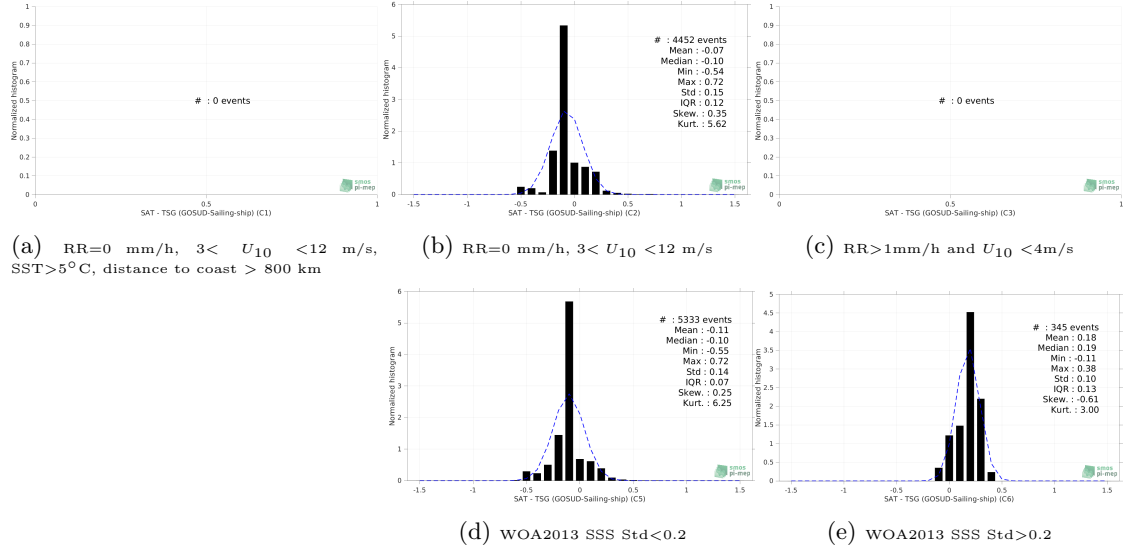 1
0.9
0.8
0.7
0.6
0.5
0.4
0.3
0.2
0.1
0
Normalized histogram
# : 0 events
smos
pi-mep
0 0.5 1
SAT - TSG (GOSUD-Sailing-ship) (C1)
(a) RR=0 mm/h, 3< U10 <12 m/s,
SST>5°C, distance to coast > 800 km
6
5
4
3
2
1
0
Normalized histogram
# : 4452 events
Mean : -0.07
Median : -0.10
Min : -0.54
Max : 0.72
Std : 0.15
IQR : 0.12
Skew. : 0.35
Kurt. : 5.62
smos
pi-mep
-1.5 -1 -0.5 0 0.5 1 1.5
SAT - TSG (GOSUD-Sailing-ship) (C2)
(b) RR=0 mm/h, 3< U10 <12 m/s
1
0.9
0.8
0.7
0.6
0.5
0.4
0.3
0.2
0.1
0
Normalized histogram
# : 0 events
smos
pi-mep
0 0.5 1
SAT - TSG (GOSUD-Sailing-ship) (C3)
(c) RR>1mm/h and U10 <4m/s
6
5
4
3
2
1
0
Normalized histogram
# : 5333 events
Mean : -0.11
Median : -0.10
Min : -0.55
Max : 0.72
Std : 0.14
IQR : 0.07
Skew. : 0.25
Kurt. : 6.25
smos
pi-mep
-1.5 -1 -0.5 0 0.5 1 1.5
SAT - TSG (GOSUD-Sailing-ship) (C5)
(d) WOA2013 SSS Std<0.2
5
4.5
4
3.5
3
2.5
2
1.5
1
0.5
0
Normalized histogram
# : 345 events
Mean : 0.18
Median : 0.19
Min : -0.11
Max : 0.38
Std : 0.10
IQR : 0.13
Skew. : -0.61
Kurt. : 3.00
smos
pi-mep
-1.5 -1 -0.5 0 0.5 1 1.5
SAT - TSG (GOSUD-Sailing-ship) (C6)
(e) WOA2013 SSS Std>0.2